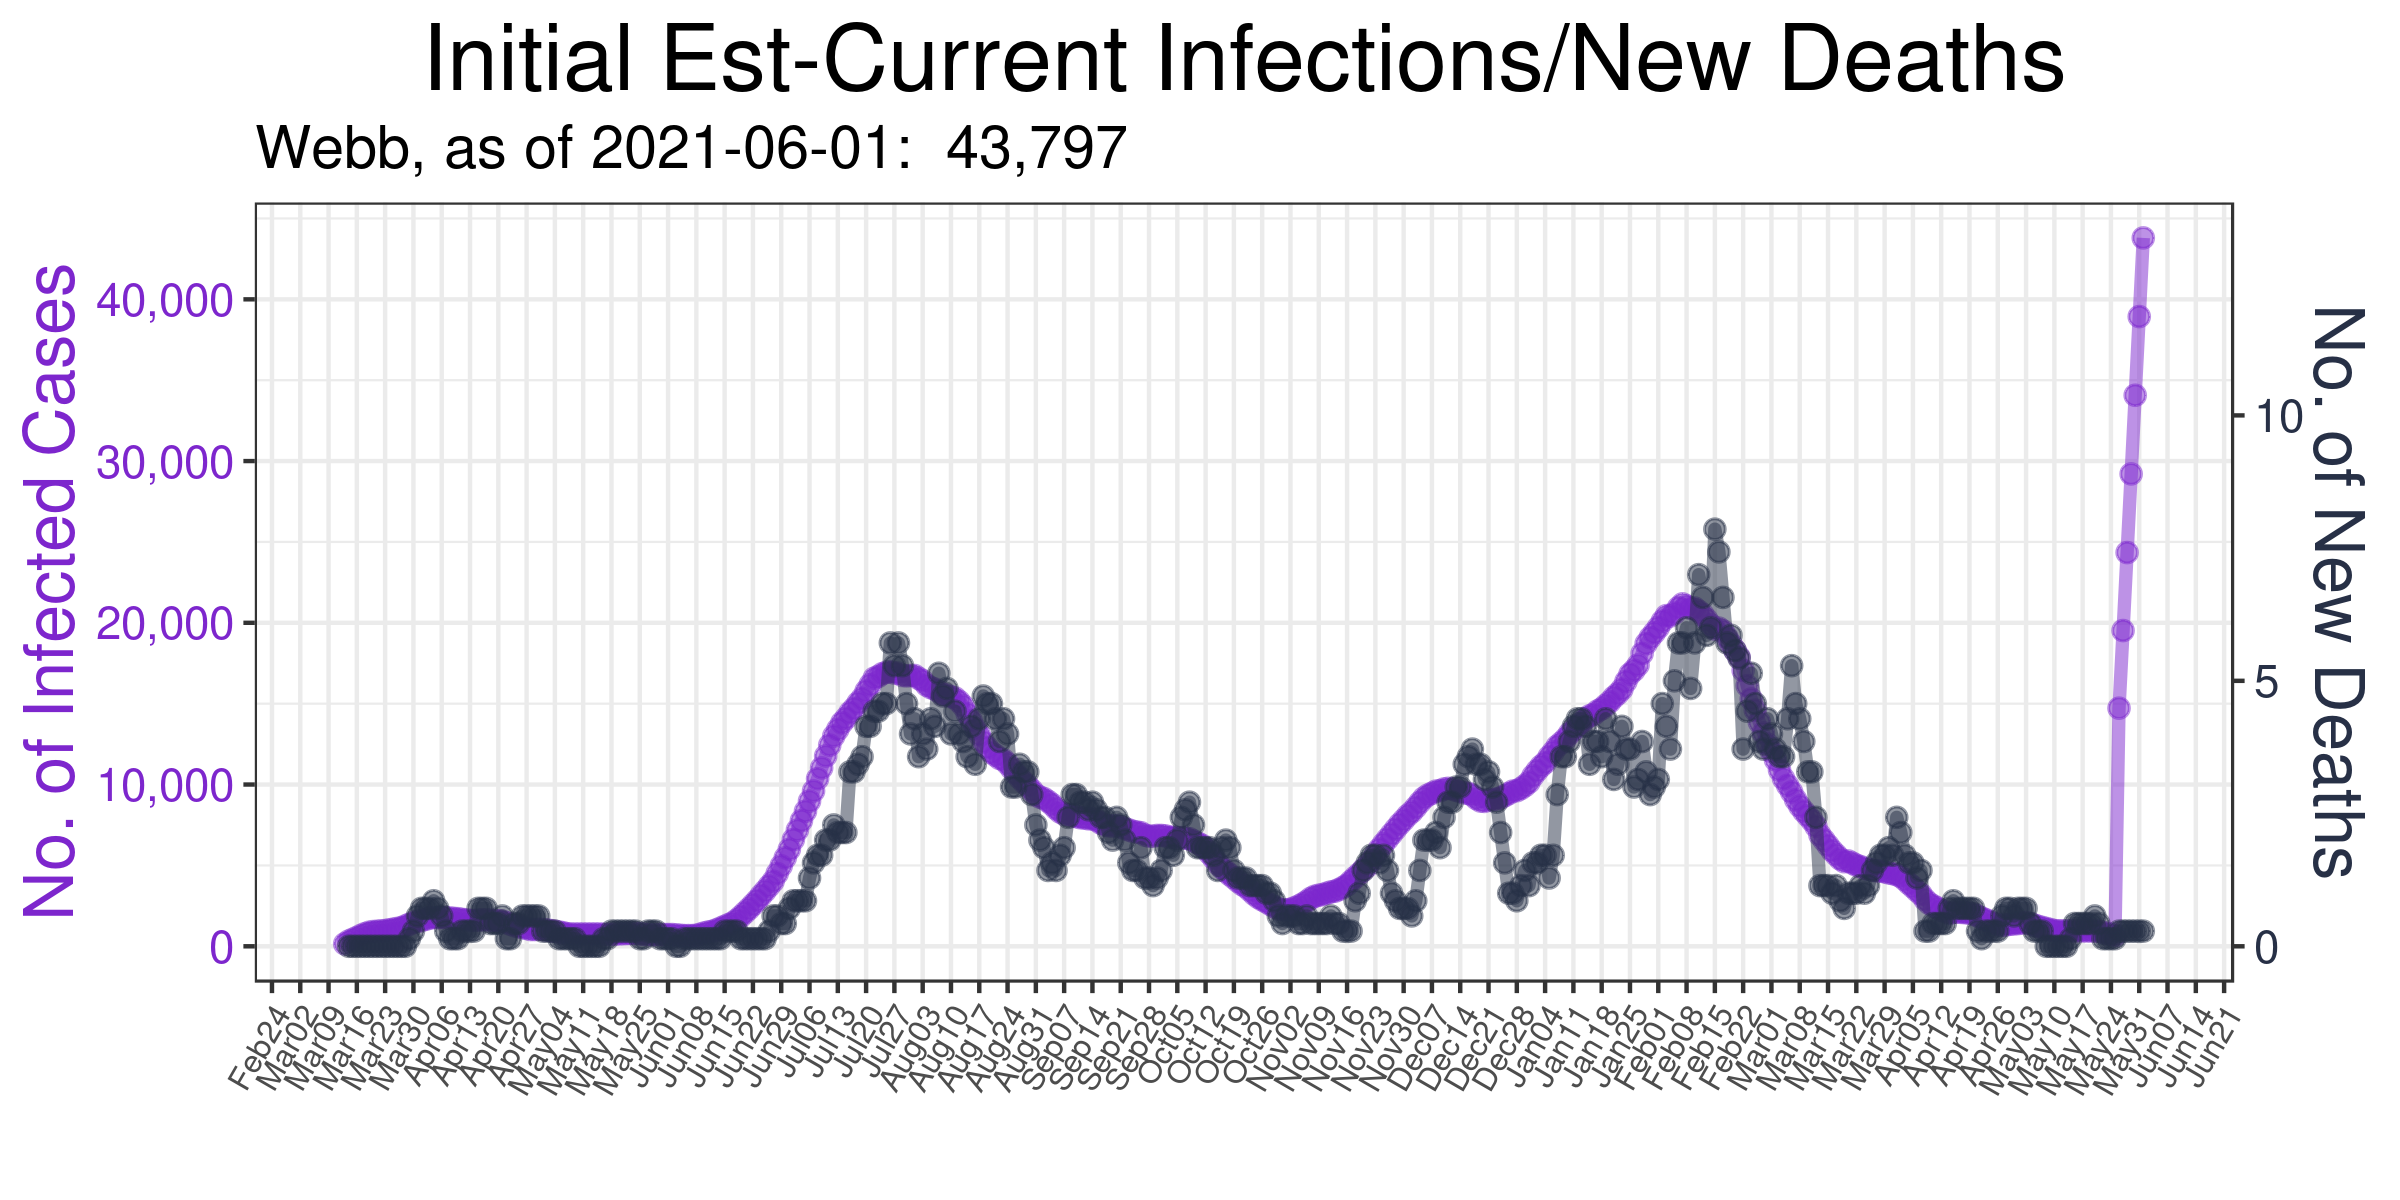 Initial Est-Current Infections/New Deaths
Webb, as of 2021-06-01:  43,797
No. of Infected Cases
40,000
30,000
20,000
10,000
0
10
5
0
No. of New Deaths
Feb24
Mar02
Mar09
Mar16
Mar23
Mar30
Apr06
Apr13
Apr20
Apr27
May04
May11
May18
May25
Jun01
Jun08
Jun15
Jun22
Jun29
Jul06
Jul13
Jul20
Jul27
Aug03
Aug10
Aug17
Aug24
Aug31
Sep07
Sep14
Sep21
Sep28
Oct05
Oct12
Oct19
Oct26
Nov02
Nov09
Nov16
Nov23
Nov30
Dec07
Dec14
Dec21
Dec28
Jan04
Jan11
Jan18
Jan25
Feb01
Feb08
Feb15
Feb22
Mar01
Mar08
Mar15
Mar22
Mar29
Apr05
Apr12
Apr19
Apr26
May03
May10
May17
May24
May31
Jun07
Jun14
Jun21